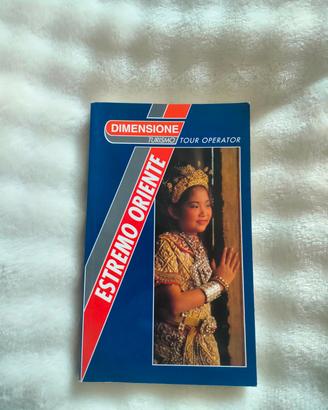 DIMENSIONE
TURISMO TOUR OPERATOR
ESTREMO ORIENTE